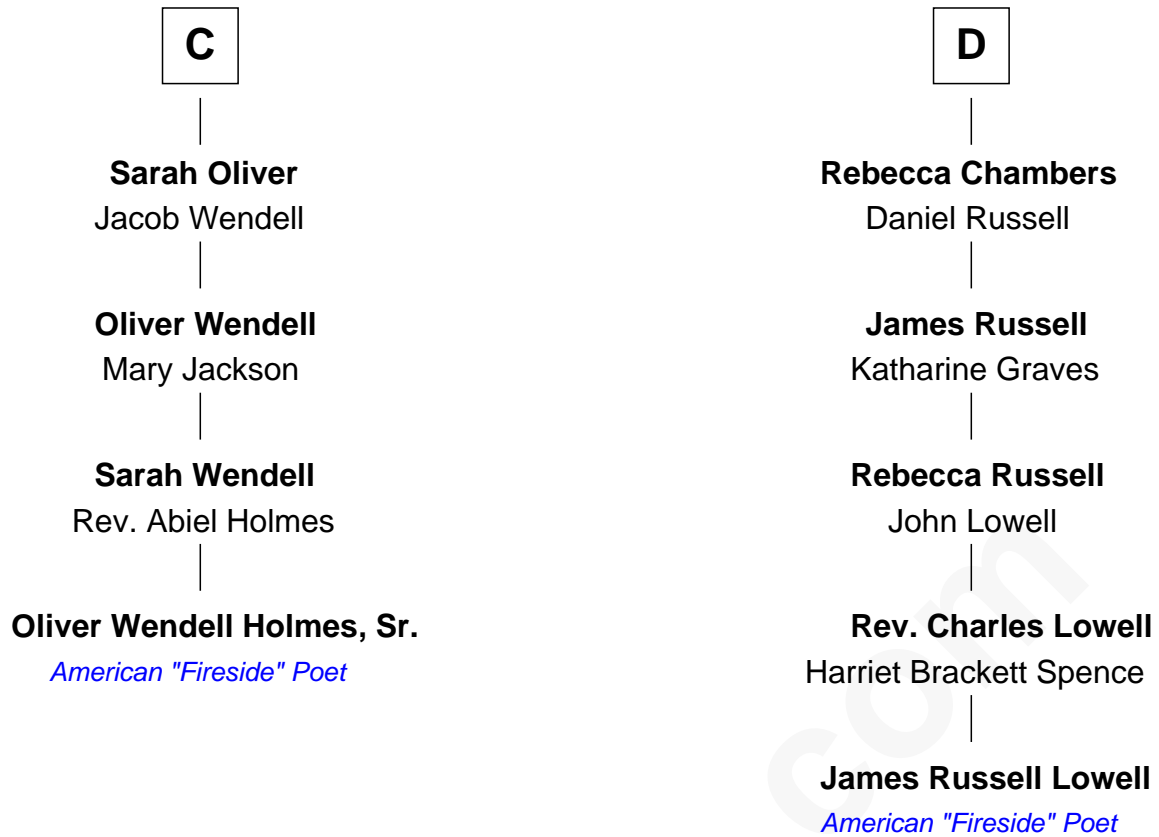 C
Sarah Oliver
Jacob Wendell
Oliver Wendell
Mary Jackson
Sarah Wendell
Rev. Abiel Holmes
Oliver Wendell Holmes, Sr.
American "Fireside" Poet
D
Rebecca Chambers
Daniel Russell
James Russell
Katharine Graves
Rebecca Russell
John Lowell
Rev. Charles Lowell
Harriet Brackett Spence
James Russell Lowell
American "Fireside" Poet
com